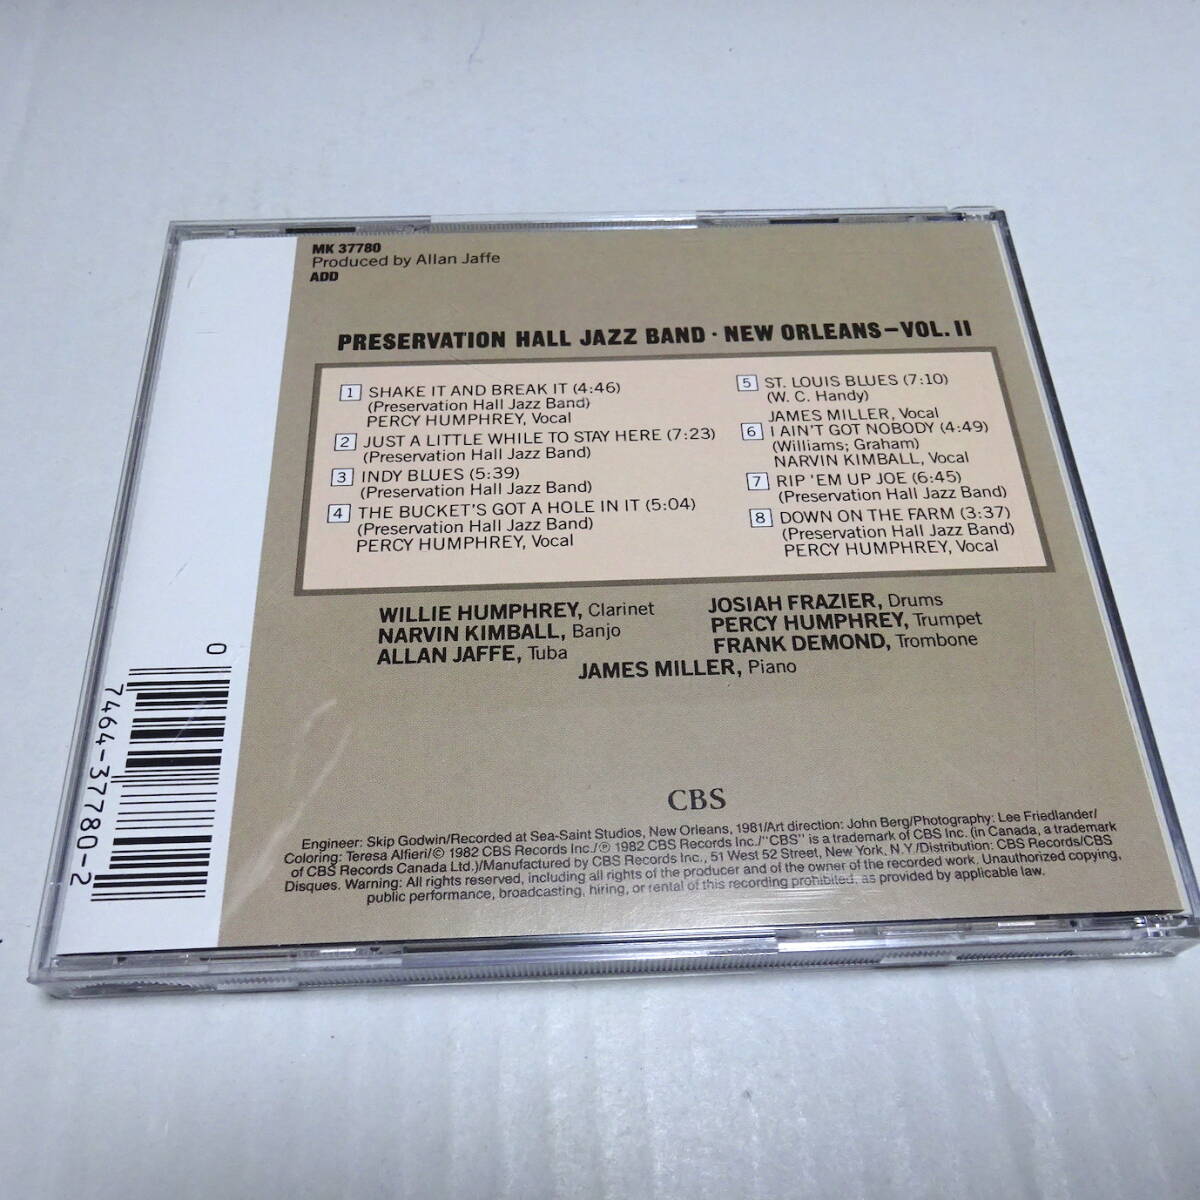 MK 37780
Produced by Allan Jaffe
ADD
PRESERVATION HALL JAZZ BAND · NEW ORLEANS—VOL. II
1 SHAKE IT AND BREAK IT (4:46)
(Preservation Hall Jazz Band)
PERCY HUMPHREY, Vocal
2 JUST A LITTLE WHILE TO STAY HERE (7:23)
(Preservation Hall Jazz Band)
3 INDY BLUES (5:39)
(Preservation Hall Jazz Band)
4 THE BUCKET'S GOT A HOLE IN IT (5:04)
(Preservation Hall Jazz Band)
PERCY HUMPHREY, Vocal
5 ST. LOUIS BLUES (7:10)
(W. C. Handy)
JAMES MILLER, Vocal
6 I AIN'T GOT NOBODY (4:49)
(Williams; Graham)
NARVIN KIMBALL, Vocal
7 RIP 'EM UP JOE (6:45)
(Preservation Hall Jazz Band)
8 DOWN ON THE FARM (3:37)
(Preservation Hall Jazz Band)
PERCY HUMPHREY, Vocal
WILLIE HUMPHREY, Clarinet
NARVIN KIMBALL, Banjo
ALLAN JAFFE, Tuba
JOSIAH FRAZIER, Drums
PERCY HUMPHREY, Trumpet
FRANK DEMOND, Trombone
JAMES MILLER, Piano
CBS
Engineer: Skip Godwin/Recorded at Sea-Saint Studios, New Orleans, 1981/Art direction: John Berg/Photography: Lee Friedlander/
Coloring: Teresa Alfieri/© 1982 CBS Records Inc./℗ 1982 CBS Records Inc./"CBS" is a trademark of CBS Inc. (in Canada, a trademark
of CBS Records Canada Ltd.)/Manufactured by CBS Records Inc., 51 West 52 Street, New York, N.Y./Distribution: CBS Records/CBS
Disques. Warning: All rights reserved, including all rights of the producer and of the owner of the recorded work. Unauthorized copying,
public performance, broadcasting, hiring, or rental of this recording prohibited, as provided by applicable law.
0
7464-37780-2